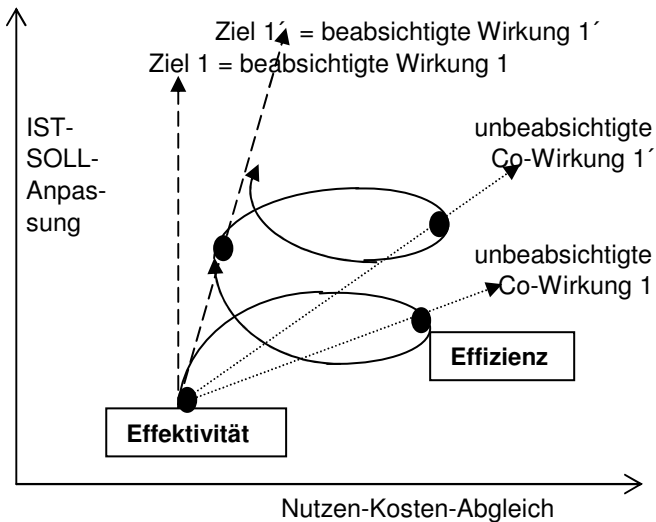 Ziel 1´ = beabsichtigte Wirkung 1´
Ziel 1 = beabsichtigte Wirkung 1
IST-
SOLL-
Anpas-
sung
unbeabsichtigte
Co-Wirkung 1´
unbeabsichtigte
Co-Wirkung 1
Effizienz
Effektivität
Nutzen-Kosten-Abgleich